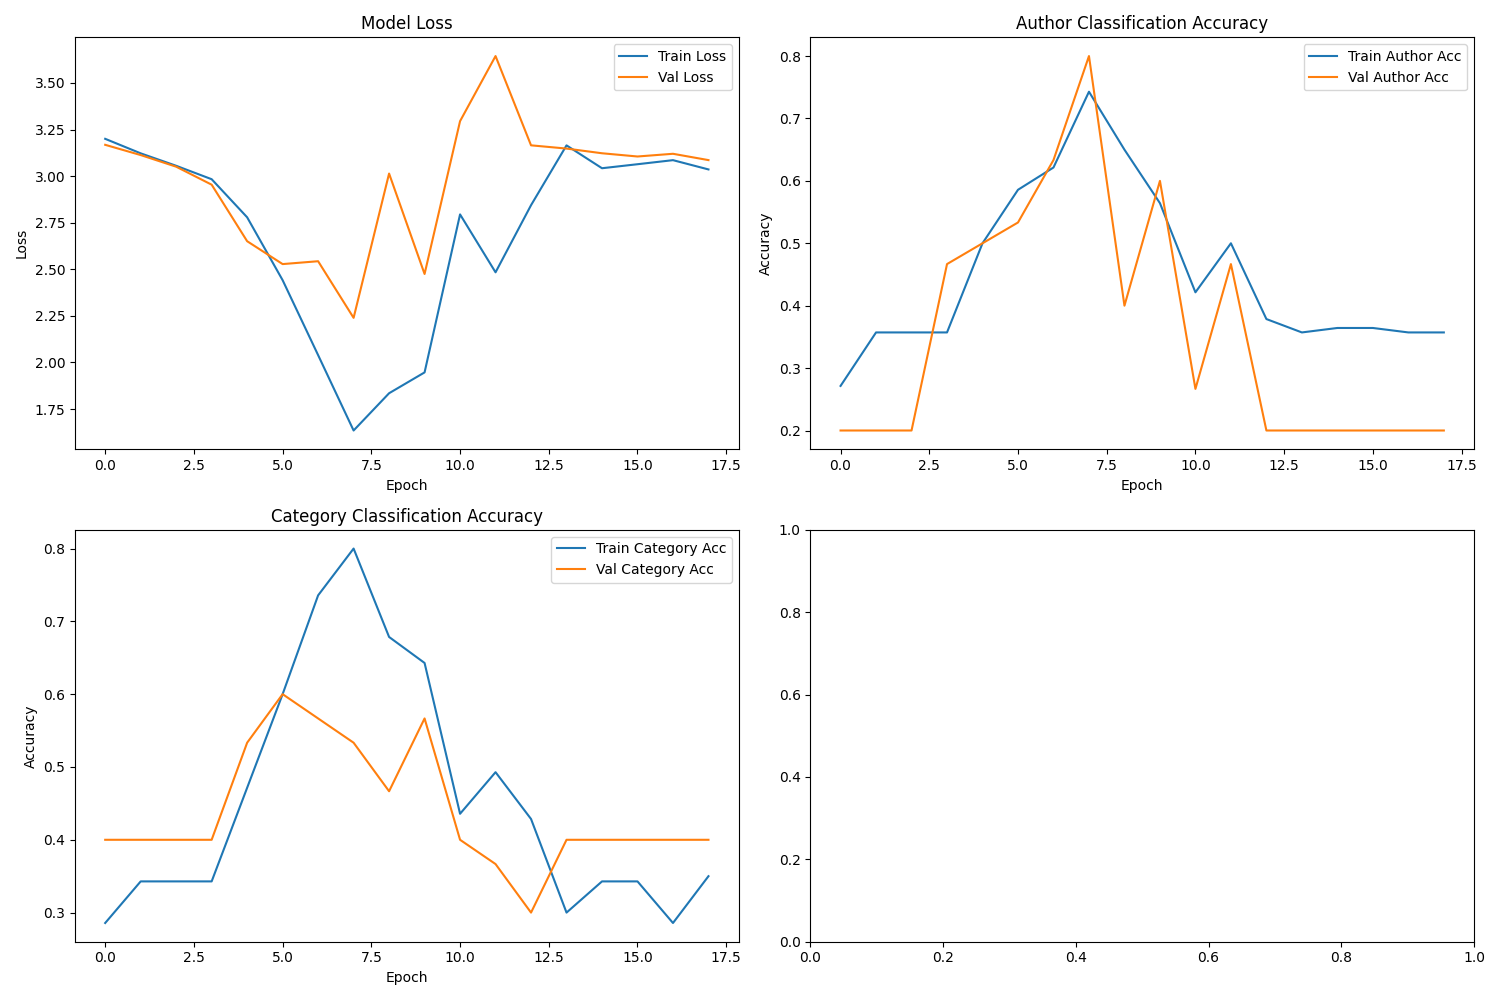 Model Loss
Train Loss
Val Loss
3.50
3.25
3.00
2.75
2.50
2.25
2.00
1.75
Loss
0.0 2.5 5.0 7.5 10.0 12.5 15.0 17.5
Epoch
Author Classification Accuracy
Train Author Acc
Val Author Acc
0.8
0.7
0.6
0.5
0.4
0.3
0.2
Accuracy
0.0 2.5 5.0 7.5 10.0 12.5 15.0 17.5
Epoch
Category Classification Accuracy
Train Category Acc
Val Category Acc
0.8
0.7
0.6
0.5
0.4
0.3
Accuracy
0.0 2.5 5.0 7.5 10.0 12.5 15.0 17.5
Epoch
1.0
0.8
0.6
0.4
0.2
0.0
0.0 0.2 0.4 0.6 0.8 1.0